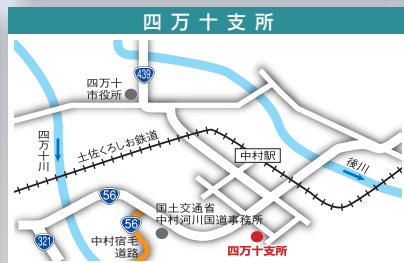 四万十支所
439
四万十
市役所
四万十川
土佐くろしお鉄道
中村駅
後川
56
56
国土交通省
中村河川国道事務所
321
中村宿毛
道路
四万十支所